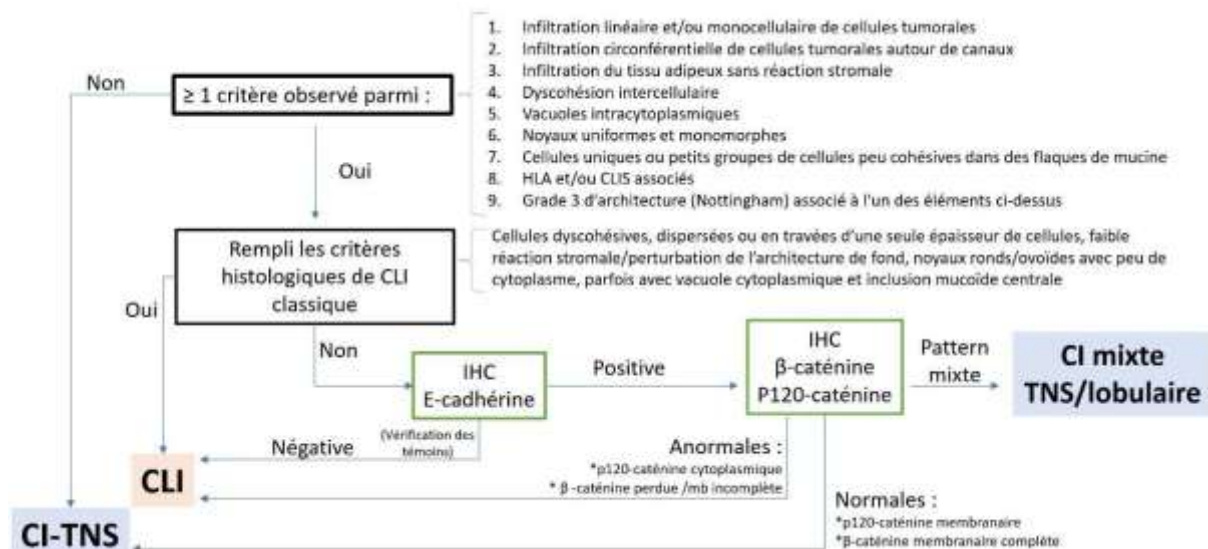 1. Infiltration linéaire et/ou monocellulaire de cellules tumorales
2. Infiltration circonférentielle de cellules tumorales autour de canaux
3. Infiltration du tissu adipeux sans réaction stromale
4. Dyscohésion intercellulaire
5. Vacuoles intracytoplasmiques
6. Noyaux uniformes et monomorphes
7. Cellules uniques ou petits groupes de cellules peu cohésives dans des flaques de mucine
8. HLA et/ou CLIS associés
9. Grade 3 d'architecture (Nottingham) associé à l'un des éléments ci-dessus
Non
≥ 1 critère observé parmi :
Oui
Rempli les critères
histologiques de CLI
classique
Cellules dyscohésives, dispersées ou en travées d'une seule épaisseur de cellules, faible
réaction stromale/perturbation de l'architecture de fond, noyaux ronds/ovoïdes avec peu de
cytoplasme, parfois avec vacuole cytoplasmique et inclusion mucoïde centrale
Oui
Non
IHC
E-cadhérine
Positive
IHC
β-caténine
P120-caténine
Pattern
mixte
CI mixte
TNS/lobulaire
(Vérification des
témoins)
Négative
Anormales :
*p120-caténine cytoplasmique
* β -caténine perdue /mb incomplète
CLI
Normales :
*p120-caténine membranaire
*β-caténine membranaire complète
CI-TNS